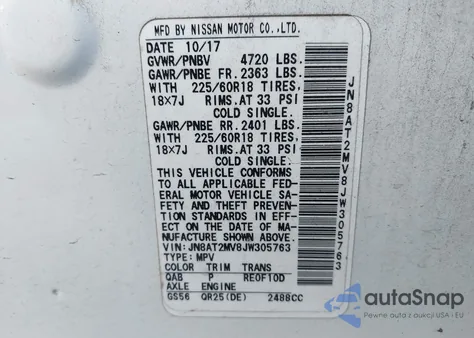 MFD BY NISSAN MOTOR CO.,LTD.
DATE 10/17
GVWR/PNBV 4720 LBS.
GAWR/PNBE FR. 2363 LBS.
WITH 225/60R18 TIRES,
18X7J RIMS. AT 33 PSI
COLD SINGLE.
GAWR/PNBE RR. 2401 LBS.
WITH 225/60R18 TIRES,
18X7J RIMS. AT 33 PSI
COLD SINGLE.
THIS VEHICLE CONFORMS
TO ALL APPLICABLE FED-
ERAL MOTOR VEHICLE SA-
FETY AND THEFT PREVEN-
TION STANDARDS IN EFF-
ECT ON THE DATE OF MA-
NUFACTURE SHOWN ABOVE.
VIN: JN8AT2MV8JW305763
TYPE: MPV
COLOR TRIM TRANS
QAB P RE0F10D
AXLE ENGINE
GS56 QR25(DE) 2488CC
JN8AT2MV8JW305763
autoSnap
Pewne auta z aukcji USA i EU